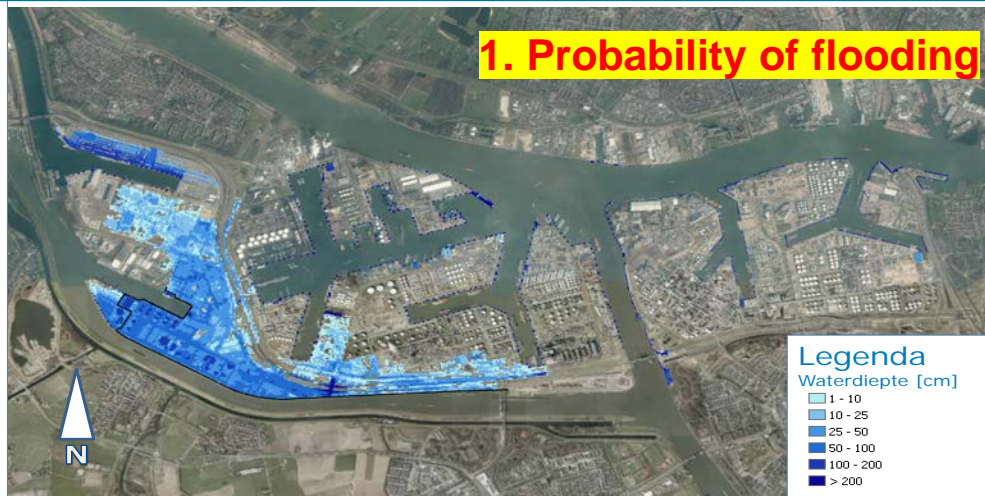 1. Probability of flooding
N
Legenda
Waterdiepte [cm]
1 - 10
10 - 25
25 - 50
50 - 100
100 - 200
> 200